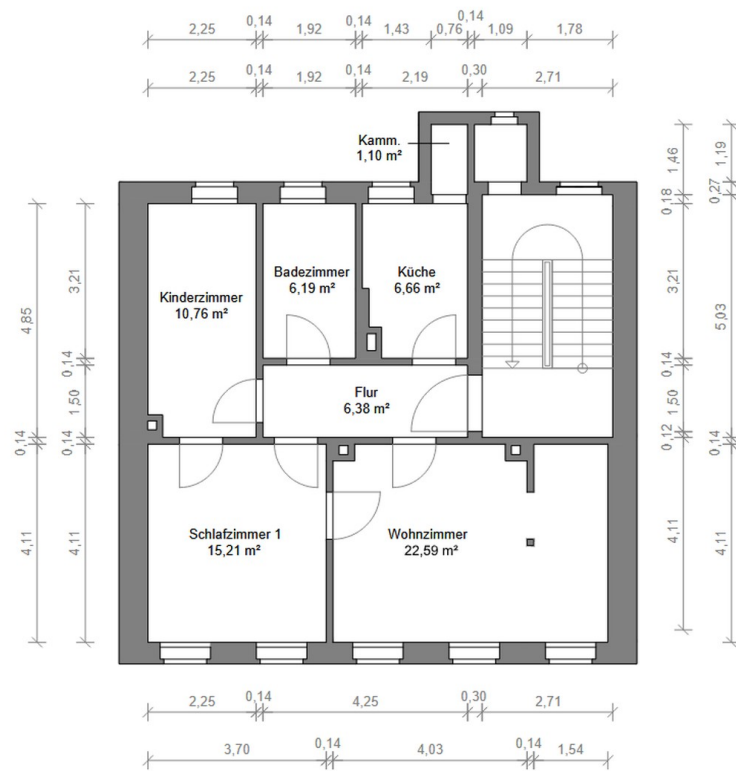 0,14
2,25 0,14 1,92 0,14 1,43 0,76 1,09 1,78
2,25 0,14 1,92 0,14 2,19 0,30 2,71
Kamm.
1,10 m²
1,46
1,19
0,18
0,27
Kinderzimmer
10,76 m²
Badezimmer
6,19 m²
Küche
6,66 m²
4,85
3,21
3,21
5,03
0,14
0,14
Flur
6,38 m²
1,50
1,50
0,14
0,14
0,12
0,14
Schlafzimmer 1
15,21 m²
Wohnzimmer
22,59 m²
4,11
4,11
4,11
4,11
2,25 0,14 4,25 0,30 2,71
3,70 0,14 4,03 0,14 1,54